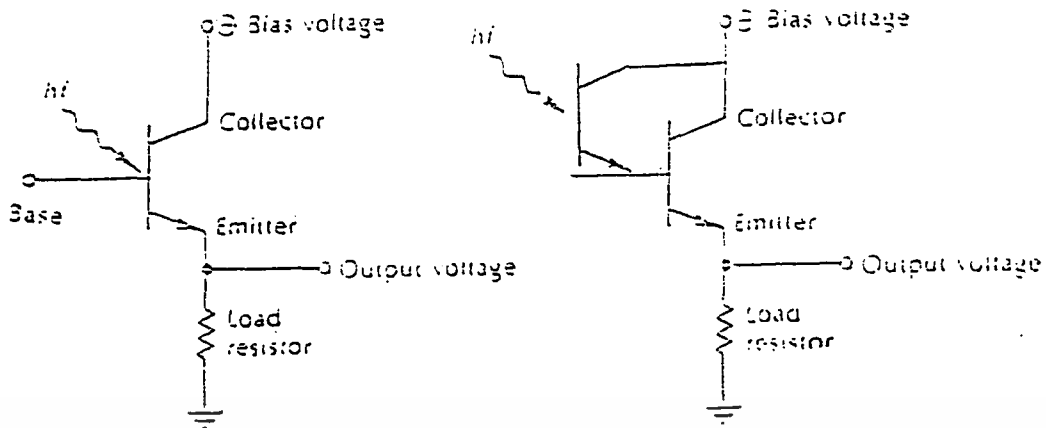 ⊖ Bias voltage
hf
Collector
Base
Emitter
Output voltage
Load
resistor
⊖ Bias voltage
hf
Collector
Emitter
Output voltage
Load
resistor